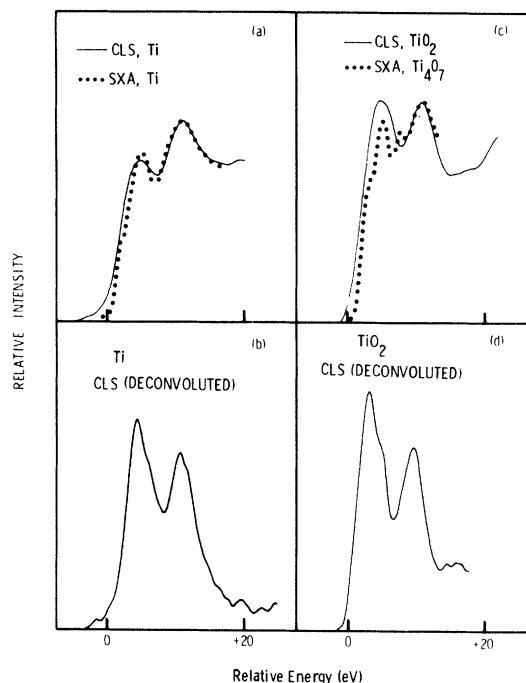 (a)
CLS, Ti
SXA, Ti
(c)
CLS, TiO2
SXA, Ti4O7
RELATIVE INTENSITY
(b)
Ti
CLS (DECONVOLUTED)
0
+20
(d)
TiO2
CLS (DECONVOLUTED)
0
+20
Relative Energy (eV)